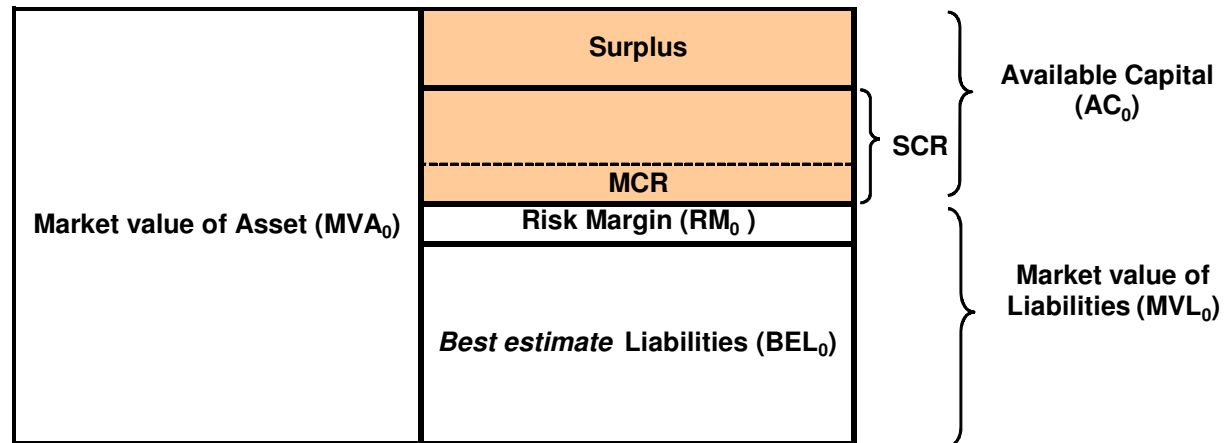 Market value of Asset (MVA₀)
Surplus
MCR
Risk Margin (RM₀ )
Best estimate Liabilities (BEL₀)
SCR
Available Capital
(AC₀)
Market value of
Liabilities (MVL₀)